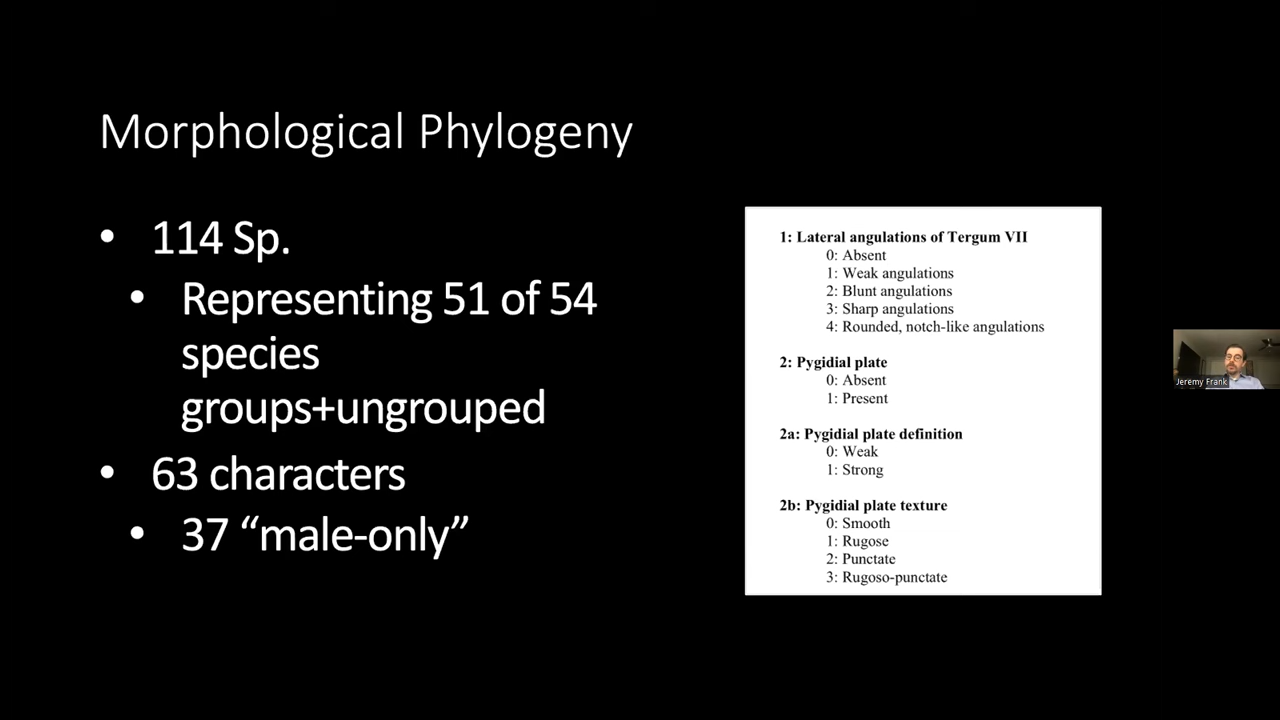 Morphological Phylogeny
• 114 Sp.
• Representing 51 of 54
species
groups+ungrouped
• 63 characters
• 37 “male-only”
1: Lateral angulations of Tergum VII
0: Absent
1: Weak angulations
2: Blunt angulations
3: Sharp angulations
4: Rounded, notch-like angulations
2: Pygidial plate
0: Absent
1: Present
2a: Pygidial plate definition
0: Weak
1: Strong
2b: Pygidial plate texture
0: Smooth
1: Rugose
2: Punctate
3: Rugoso-punctate
Jeremy Frank